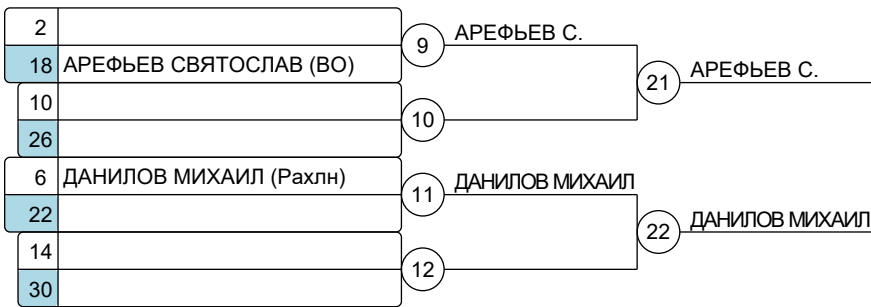 2
9 АРЕФЬЕВ С.
18 АРЕФЬЕВ СВЯТОСЛАВ (ВО)
21 АРЕФЬЕВ С.
10
10
26
6 ДАНИЛОВ МИХАИЛ (Рахлн)
11 ДАНИЛОВ МИХАИЛ
22
22 ДАНИЛОВ МИХАИЛ
14
12
30